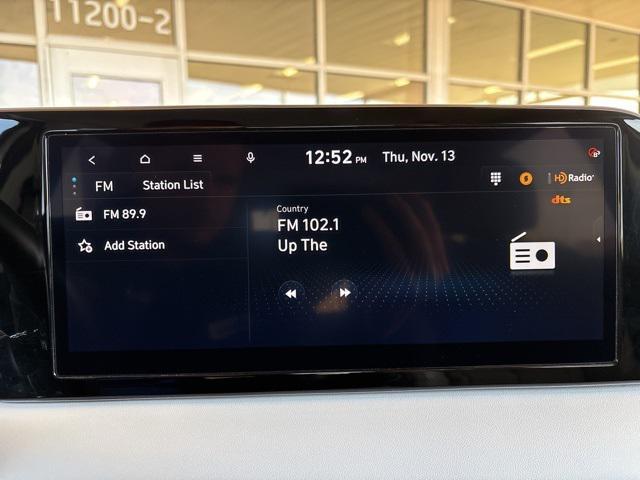 11200-2
12:52 PM Thu, Nov. 13
FM Station List
HD Radio
dts
FM 89.9
Add Station
Country
FM 102.1
Up The